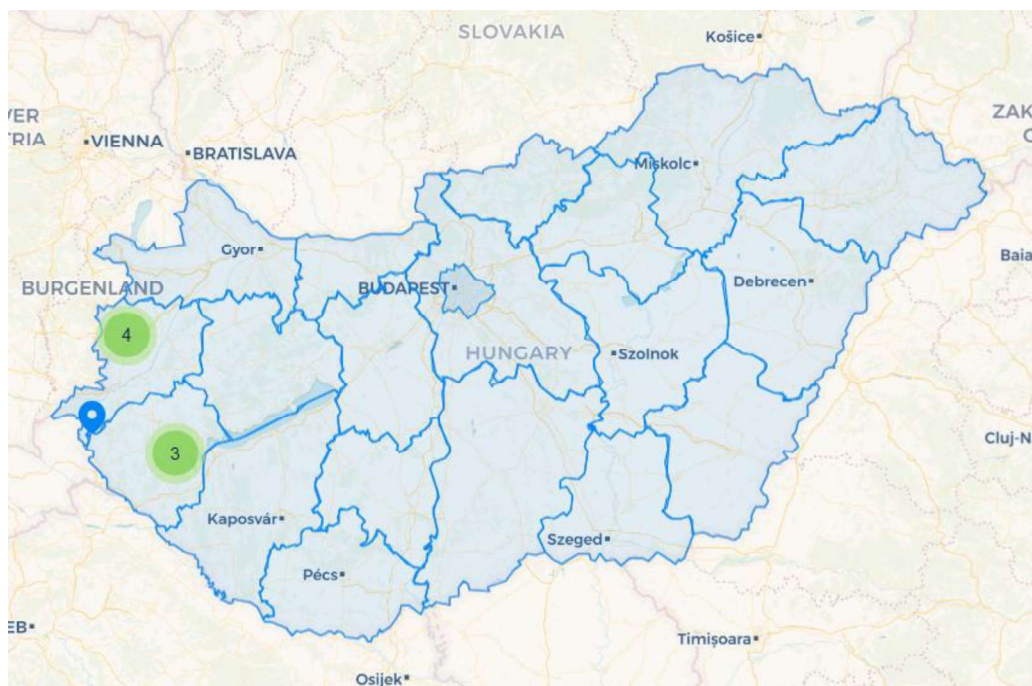 SLOVAKIA
Košice
VER
TRIA
VIENNA
BRATISLAVA
ZAK
Miskolc
Gyor
Baia
BURGENLAND
BUDAPEST
Debrecen
4
HUNGARY
Szolnok
3
Cluj-N
Kaposvár
Szeged
Pécs
EB
Timișoara
Osijek